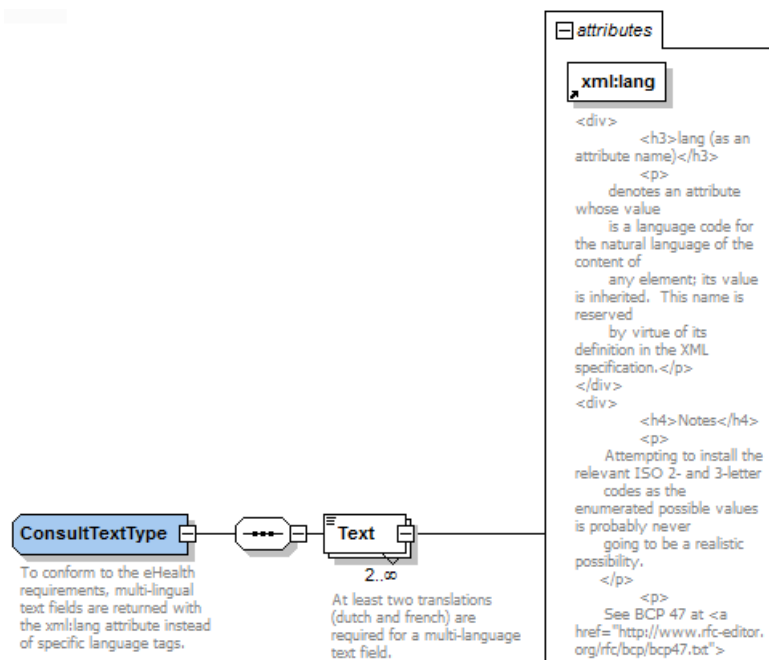 attributes
xml:lang
<div>
<h3>lang (as an
attribute name)</h3>
<p>
denotes an attribute
whose value
is a language code for
the natural language of the
content of
any element; its value
is inherited.  This name is
reserved
by virtue of its
definition in the XML
specification.</p>
</div>
<div>
<h4>Notes</h4>
<p>
Attempting to install the
relevant ISO 2- and 3-letter
codes as the
enumerated possible values
is probably never
going to be a realistic
possibility.
</p>
<p>
See BCP 47 at <a
href="http://www.rfc-editor.
org/rfc/bcp/bcp47.txt">
ConsultTextType
To conform to the eHealth
requirements, multi-lingual
text fields are returned with
the xml:lang attribute instead
of specific language tags.
Text
2..∞
At least two translations
(dutch and french) are
required for a multi-language
text field.